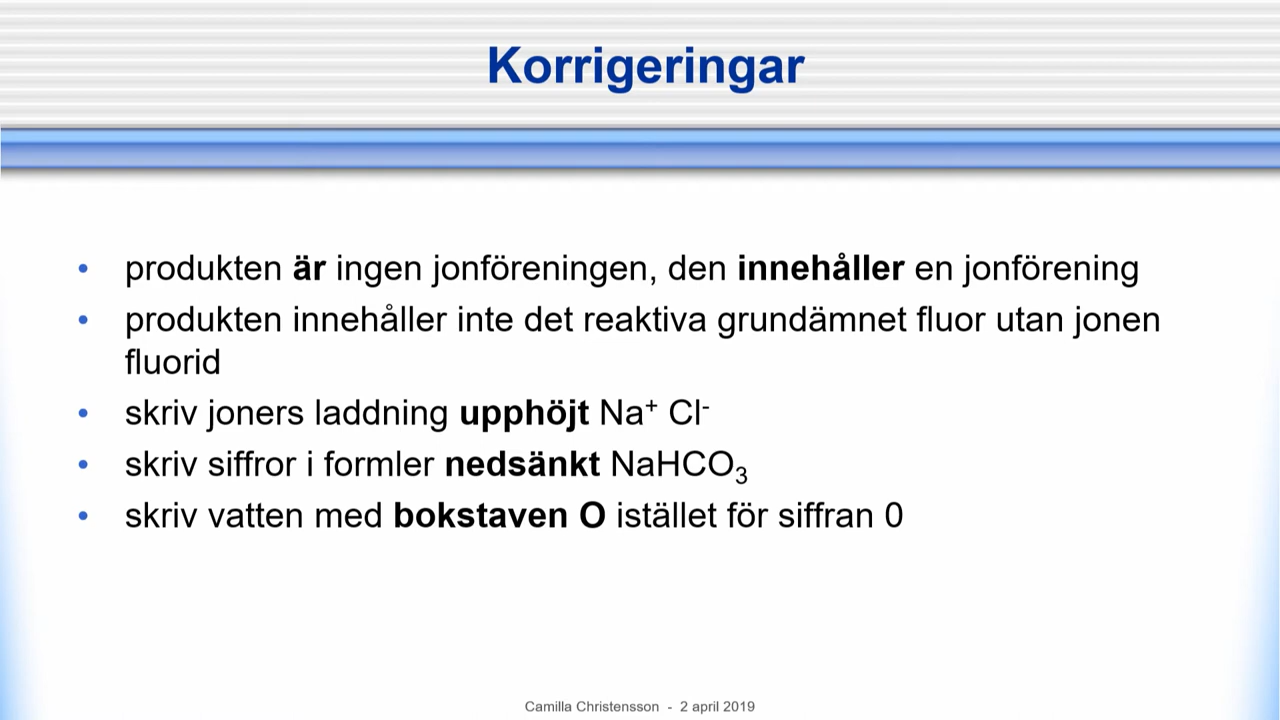 Korrigeringar
• produkten är ingen jonföreningen, den innehåller en jonförening
• produkten innehåller inte det reaktiva grundämnet fluor utan jonen
fluorid
• skriv joners laddning upphöjt Na⁺ Cl⁻
• skriv siffror i formler nedsänkt NaHCO₃
• skriv vatten med bokstaven O istället för siffran 0
Camilla Christensson - 2 april 2019